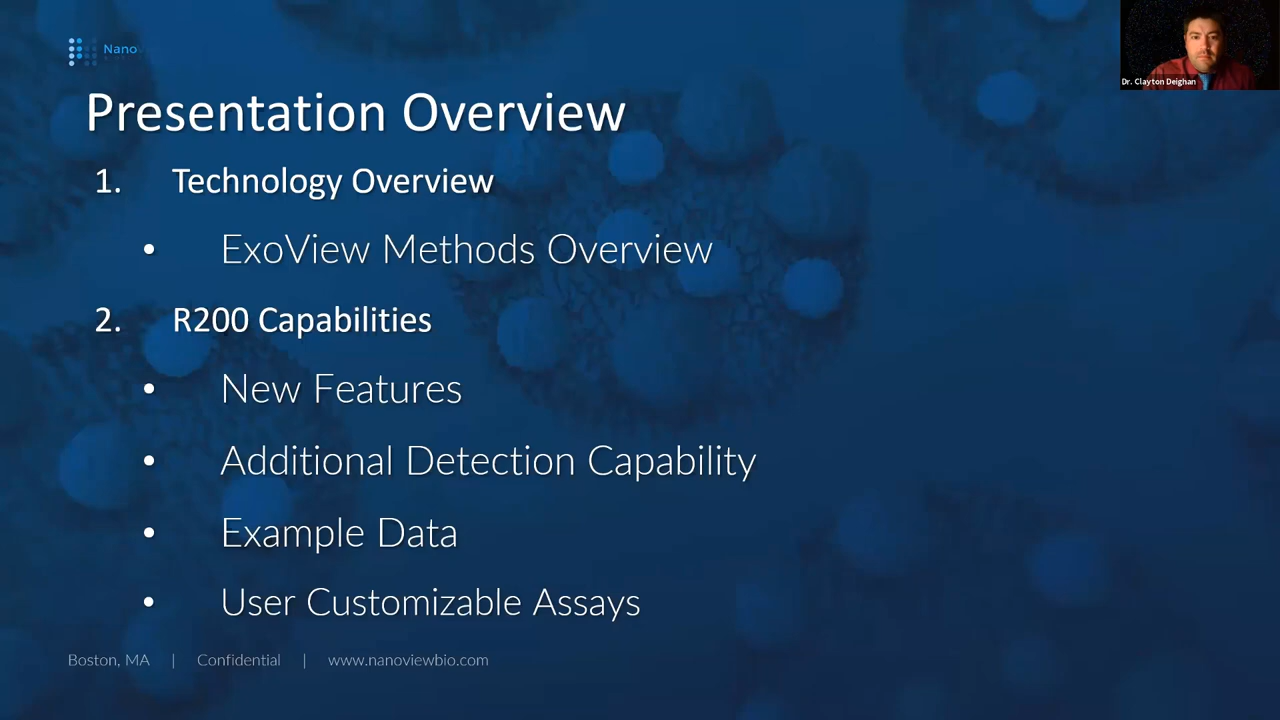 Nano
Dr. Clayton Deighan
Presentation Overview
1. Technology Overview
• ExoView Methods Overview
2. R200 Capabilities
• New Features
• Additional Detection Capability
• Example Data
• User Customizable Assays
Boston, MA | Confidential | www.nanoviewbio.com